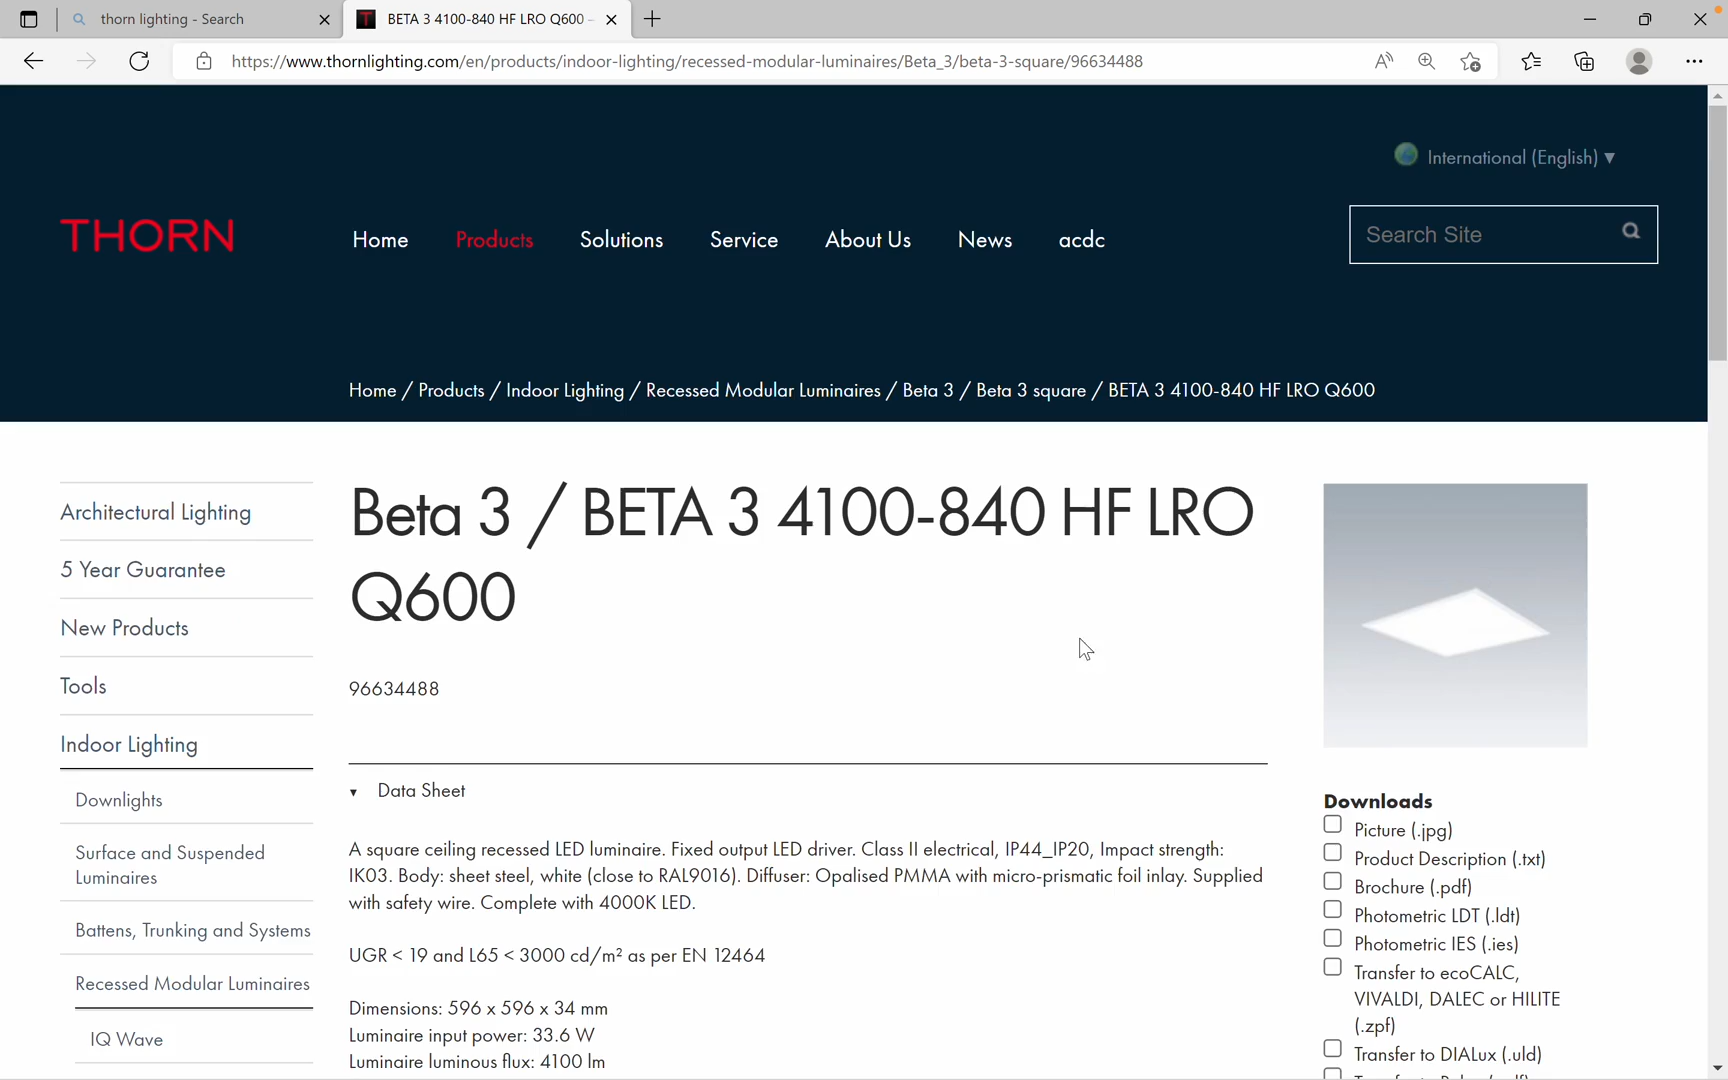 thorn lighting - Search
BETA 3 4100-840 HF LRO Q600 -
https://www.thornlighting.com/en/products/indoor-lighting/recessed-modular-luminaires/Beta_3/beta-3-square/96634488
International (English) ▼
THORN
Home
Products
Solutions
Service
About Us
News
acdc
Search Site
Home / Products / Indoor Lighting / Recessed Modular Luminaires / Beta 3 / Beta 3 square / BETA 3 4100-840 HF LRO Q600
Architectural Lighting
5 Year Guarantee
New Products
Tools
Indoor Lighting
Downlights
Surface and Suspended
Luminaires
Battens, Trunking and Systems
Recessed Modular Luminaires
IQ Wave
Beta 3 / BETA 3 4100-840 HF LRO
Q600
96634488
▾ Data Sheet
A square ceiling recessed LED luminaire. Fixed output LED driver. Class II electrical, IP44_IP20, Impact strength:
IK03. Body: sheet steel, white (close to RAL9016). Diffuser: Opalised PMMA with micro-prismatic foil inlay. Supplied
with safety wire. Complete with 4000K LED.
UGR < 19 and L65 < 3000 cd/m² as per EN 12464
Dimensions: 596 x 596 x 34 mm
Luminaire input power: 33.6 W
Luminaire luminous flux: 4100 lm
Downloads
Picture (.jpg)
Product Description (.txt)
Brochure (.pdf)
Photometric LDT (.ldt)
Photometric IES (.ies)
Transfer to ecoCALC,
VIVALDI, DALEC or HILITE
(.zpf)
Transfer to DIALux (.uld)